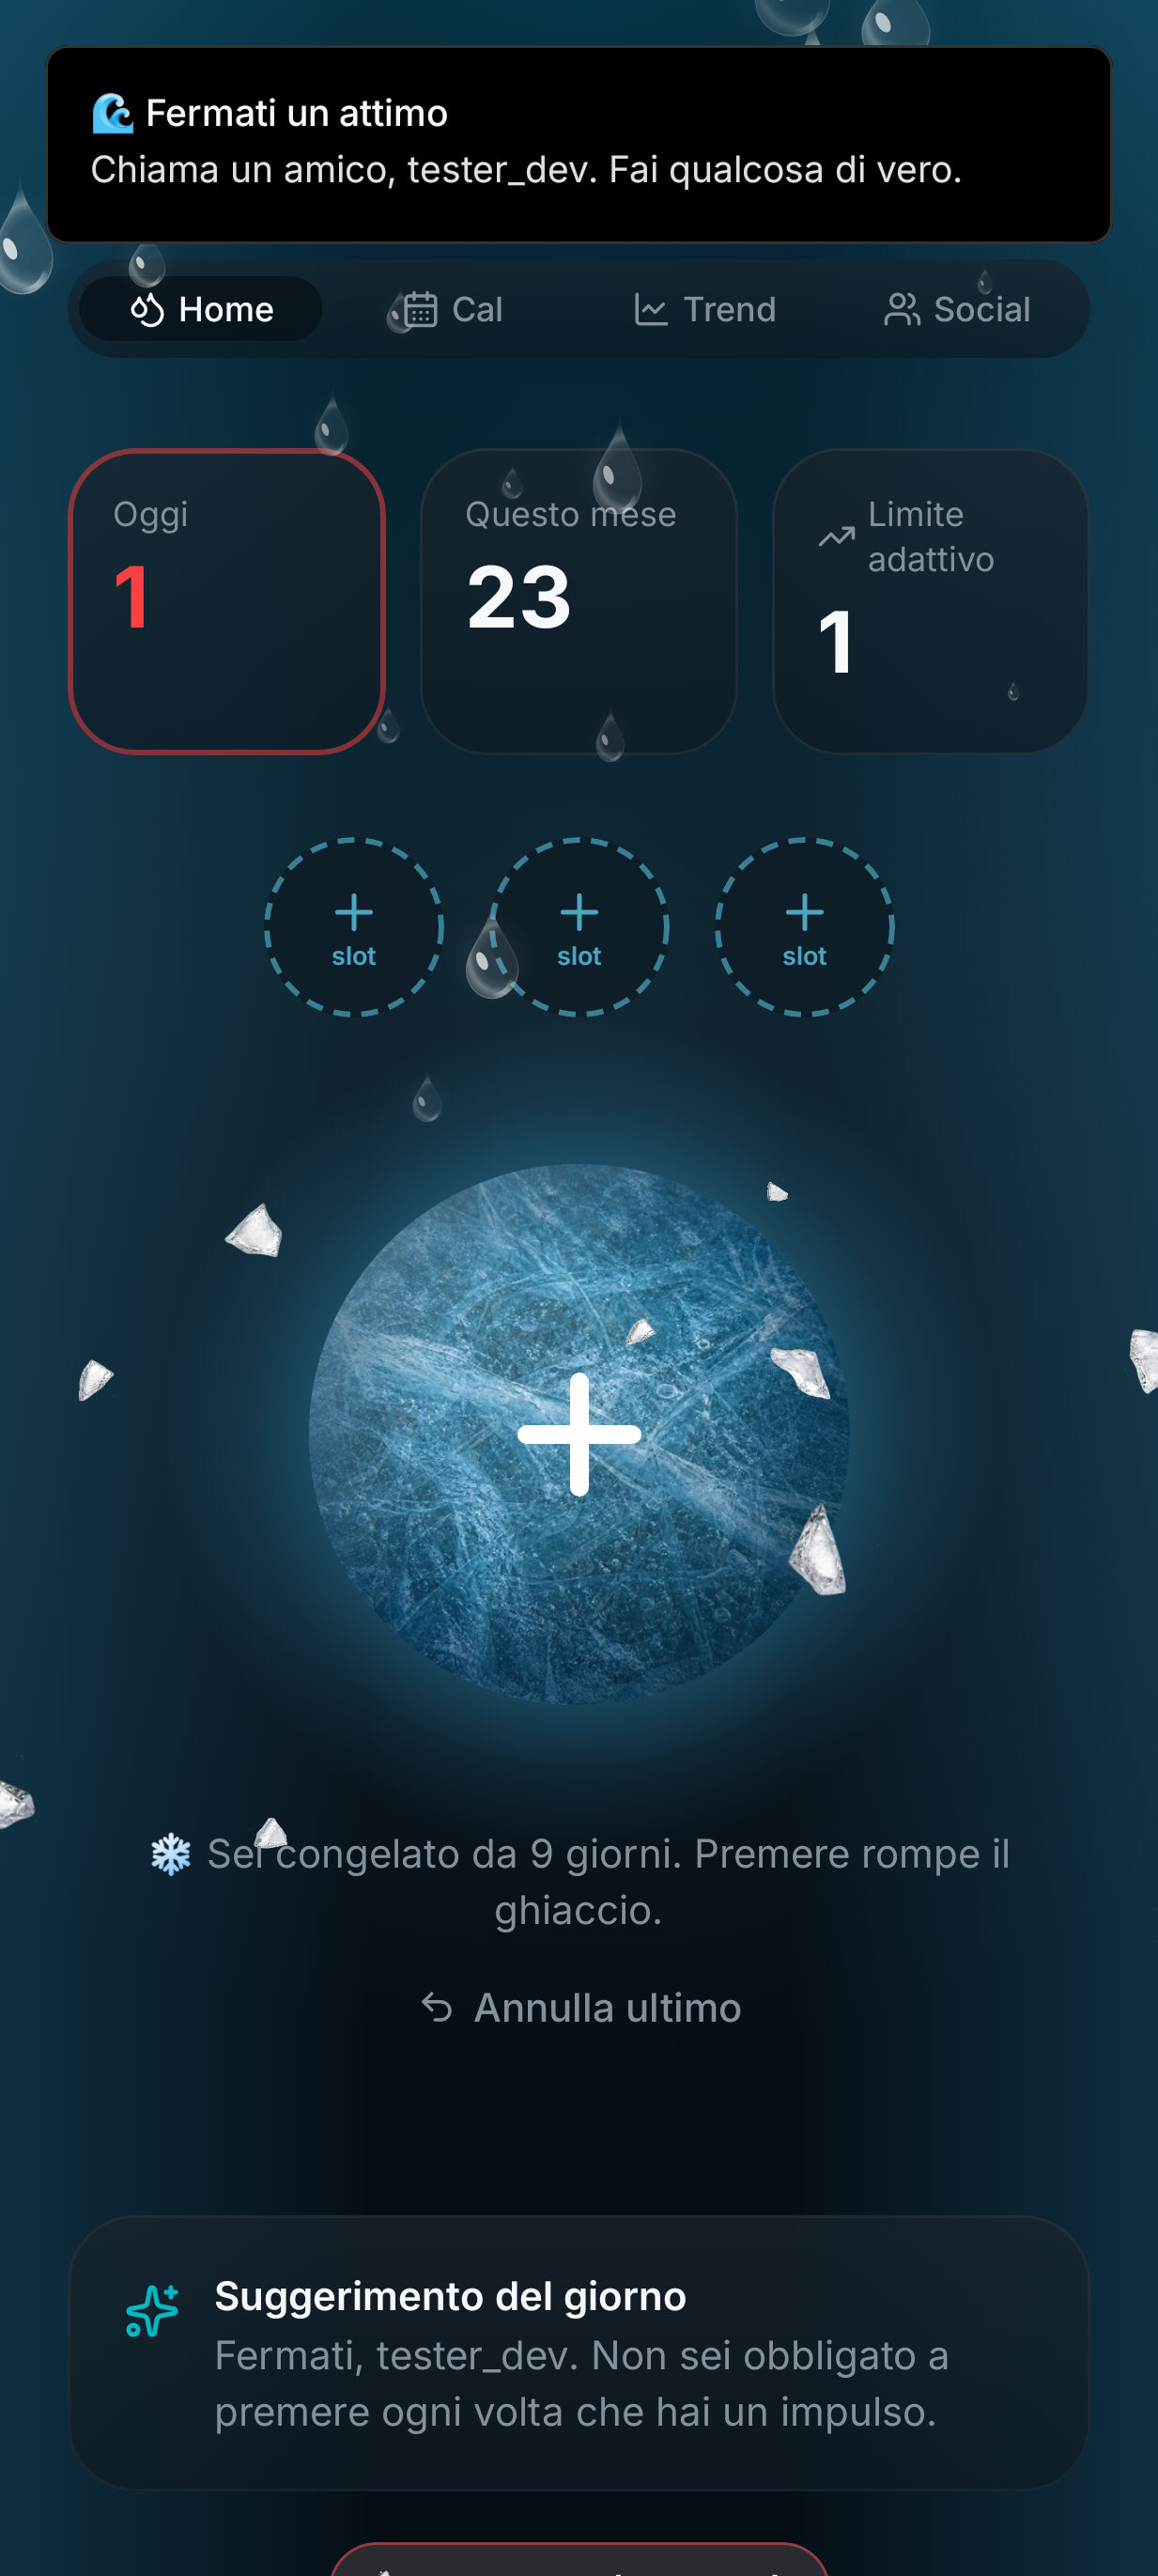 🌊 Fermati un attimo
Chiama un amico, tester_dev. Fai qualcosa di vero.
Home
Cal
Trend
Social
Oggi
1
Questo mese
23
Limite
adattivo
1
slot
slot
slot
❄️ Sei congelato da 9 giorni. Premere rompe il
ghiaccio.
Annulla ultimo
Suggerimento del giorno
Fermati, tester_dev. Non sei obbligato a
premere ogni volta che hai un impulso.